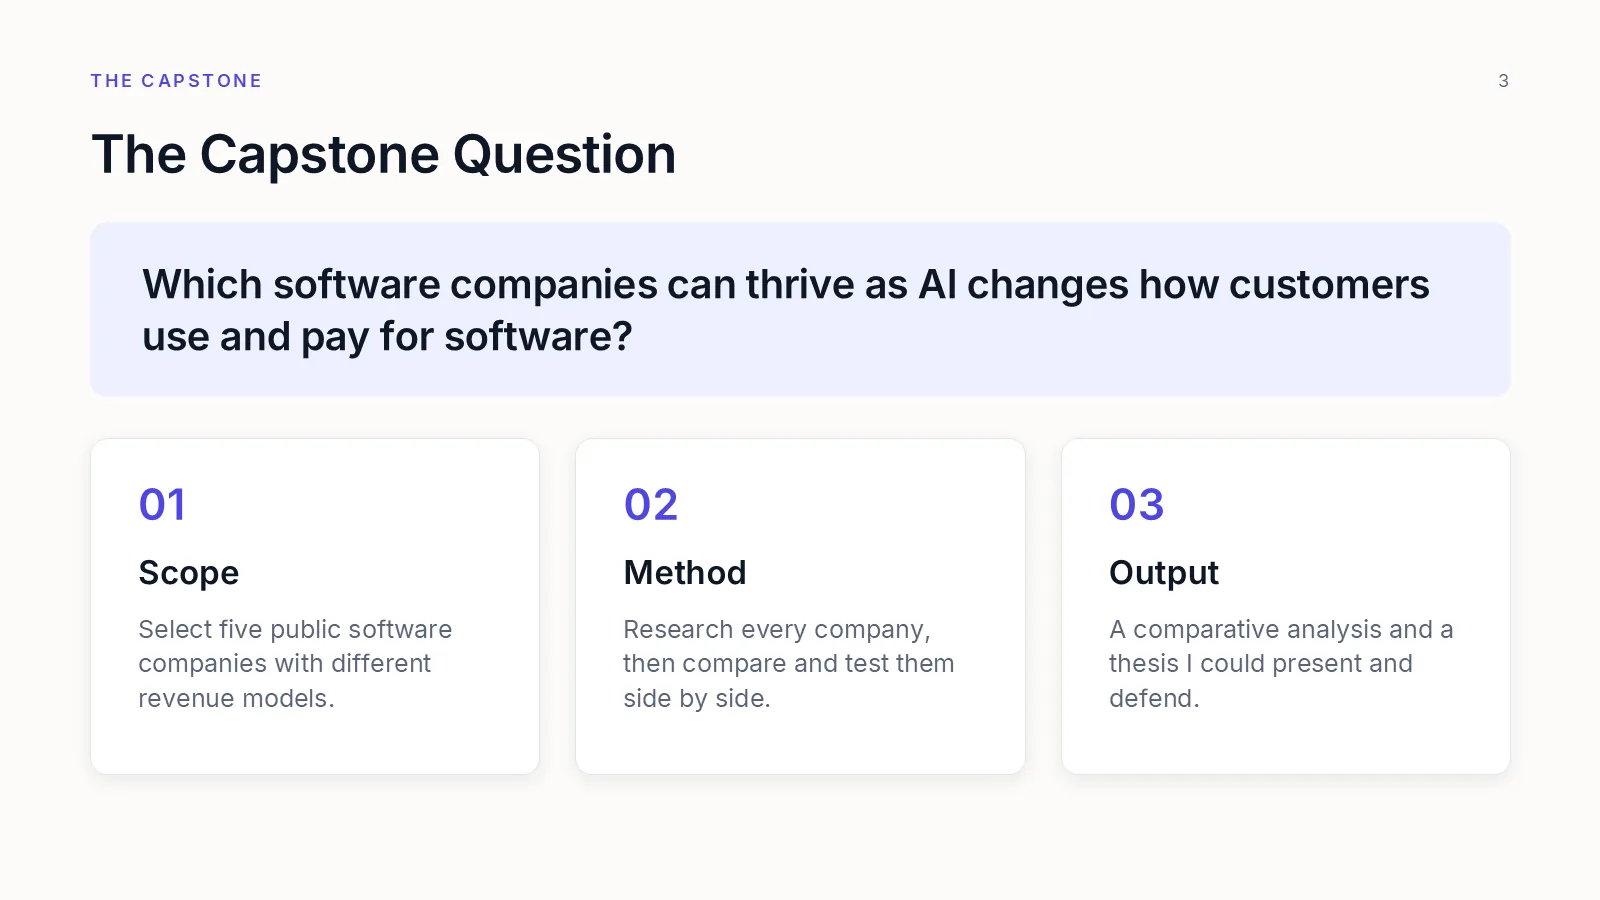 THE CAPSTONE
3
The Capstone Question
Which software companies can thrive as AI changes how customers
use and pay for software?
01
Scope
Select five public software
companies with different
revenue models.
02
Method
Research every company,
then compare and test them
side by side.
03
Output
A comparative analysis and a
thesis I could present and
defend.